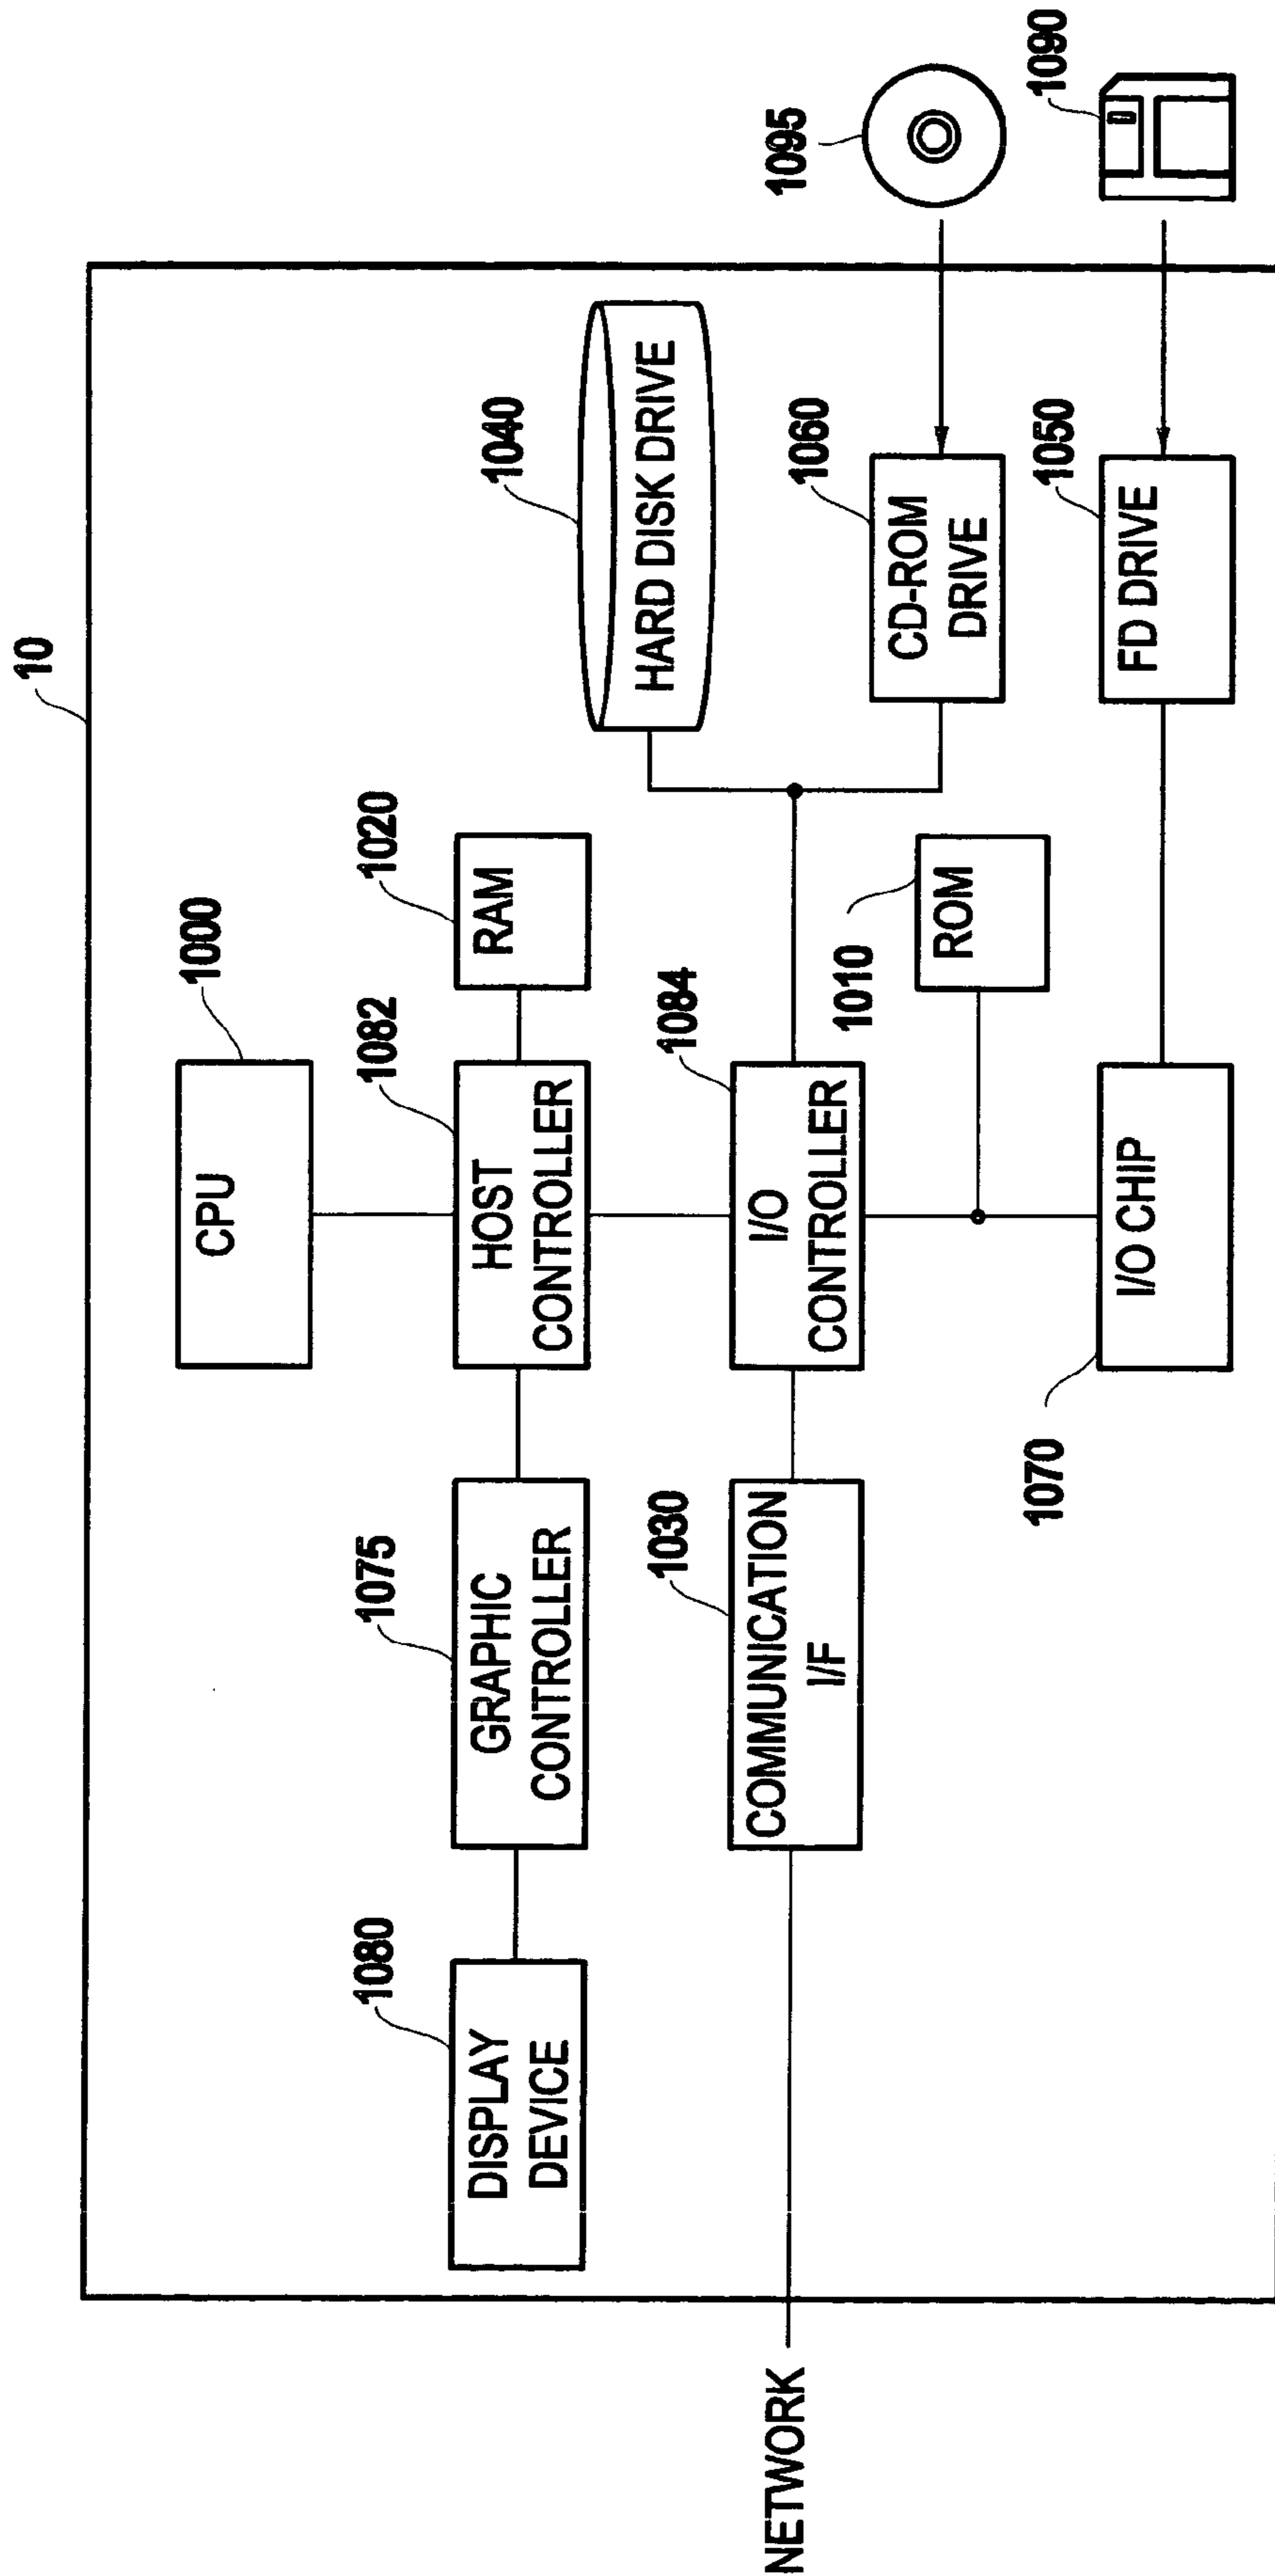 10
1000
CPU
1080
1075
1082
1020
DISPLAY
DEVICE
GRAPHIC
CONTROLLER
HOST
CONTROLLER
RAM
1040
HARD DISK DRIVE
1030
1084
NETWORK
COMMUNICATION
I/F
I/O
CONTROLLER
1095
1060
CD-ROM
DRIVE
1010
ROM
1090
1050
FD DRIVE
1070
I/O CHIP